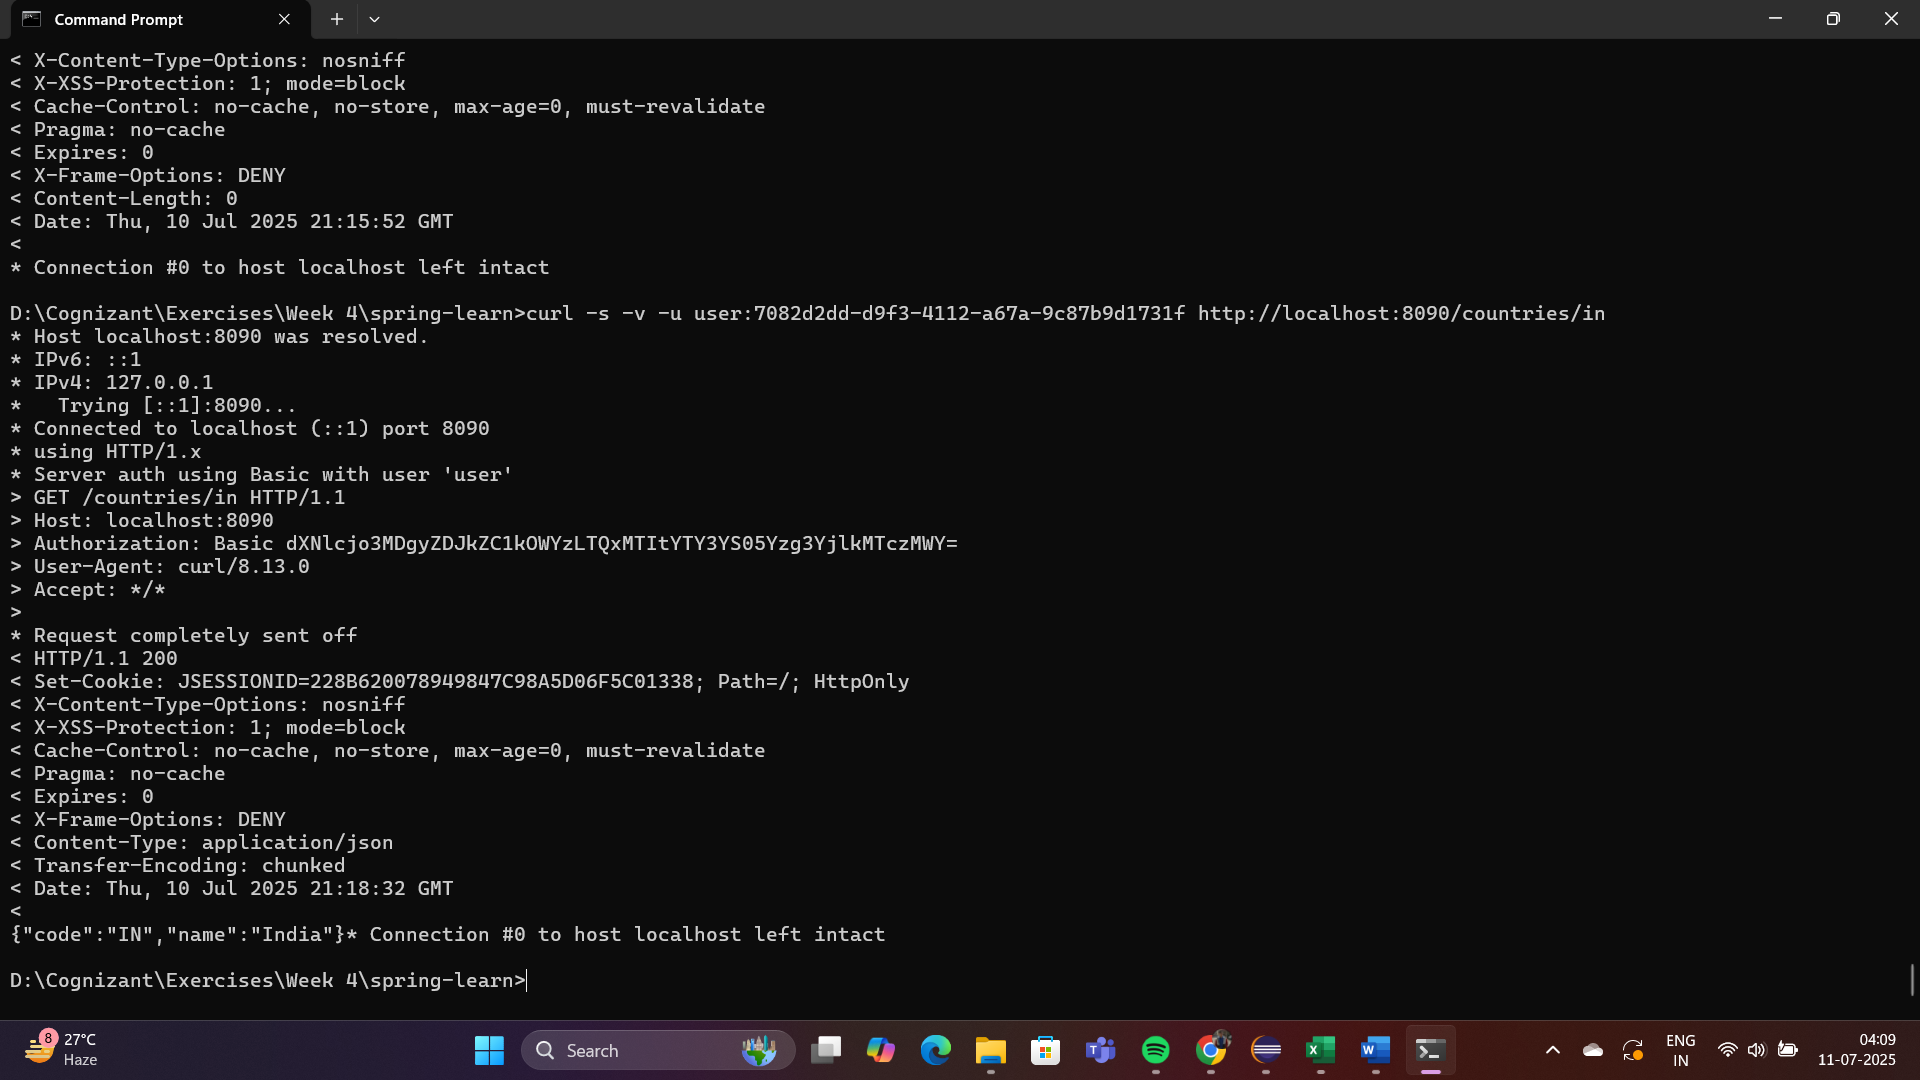 Command Prompt
< X-Content-Type-Options: nosniff
< X-XSS-Protection: 1; mode=block
< Cache-Control: no-cache, no-store, max-age=0, must-revalidate
< Pragma: no-cache
< Expires: 0
< X-Frame-Options: DENY
< Content-Length: 0
< Date: Thu, 10 Jul 2025 21:15:52 GMT
<
* Connection #0 to host localhost left intact
D:\Cognizant\Exercises\Week 4\spring-learn>curl -s -v -u user:7082d2dd-d9f3-4112-a67a-9c87b9d1731f http://localhost:8090/countries/in
* Host localhost:8090 was resolved.
* IPv6: ::1
* IPv4: 127.0.0.1
*   Trying [::1]:8090...
* Connected to localhost (::1) port 8090
* using HTTP/1.x
* Server auth using Basic with user 'user'
> GET /countries/in HTTP/1.1
> Host: localhost:8090
> Authorization: Basic dXNlcjo3MDgyZDJkZC1kOWYzLTQxMTItYTY3YS05Yzg3YjlkMTczMWY=
> User-Agent: curl/8.13.0
> Accept: */*
>
* Request completely sent off
< HTTP/1.1 200
< Set-Cookie: JSESSIONID=228B620078949847C98A5D06F5C01338; Path=/; HttpOnly
< X-Content-Type-Options: nosniff
< X-XSS-Protection: 1; mode=block
< Cache-Control: no-cache, no-store, max-age=0, must-revalidate
< Pragma: no-cache
< Expires: 0
< X-Frame-Options: DENY
< Content-Type: application/json
< Transfer-Encoding: chunked
< Date: Thu, 10 Jul 2025 21:18:32 GMT
<
{"code":"IN","name":"India"}* Connection #0 to host localhost left intact
D:\Cognizant\Exercises\Week 4\spring-learn>
8
27°C
Haze
Search
ENG
IN
04:09
11-07-2025